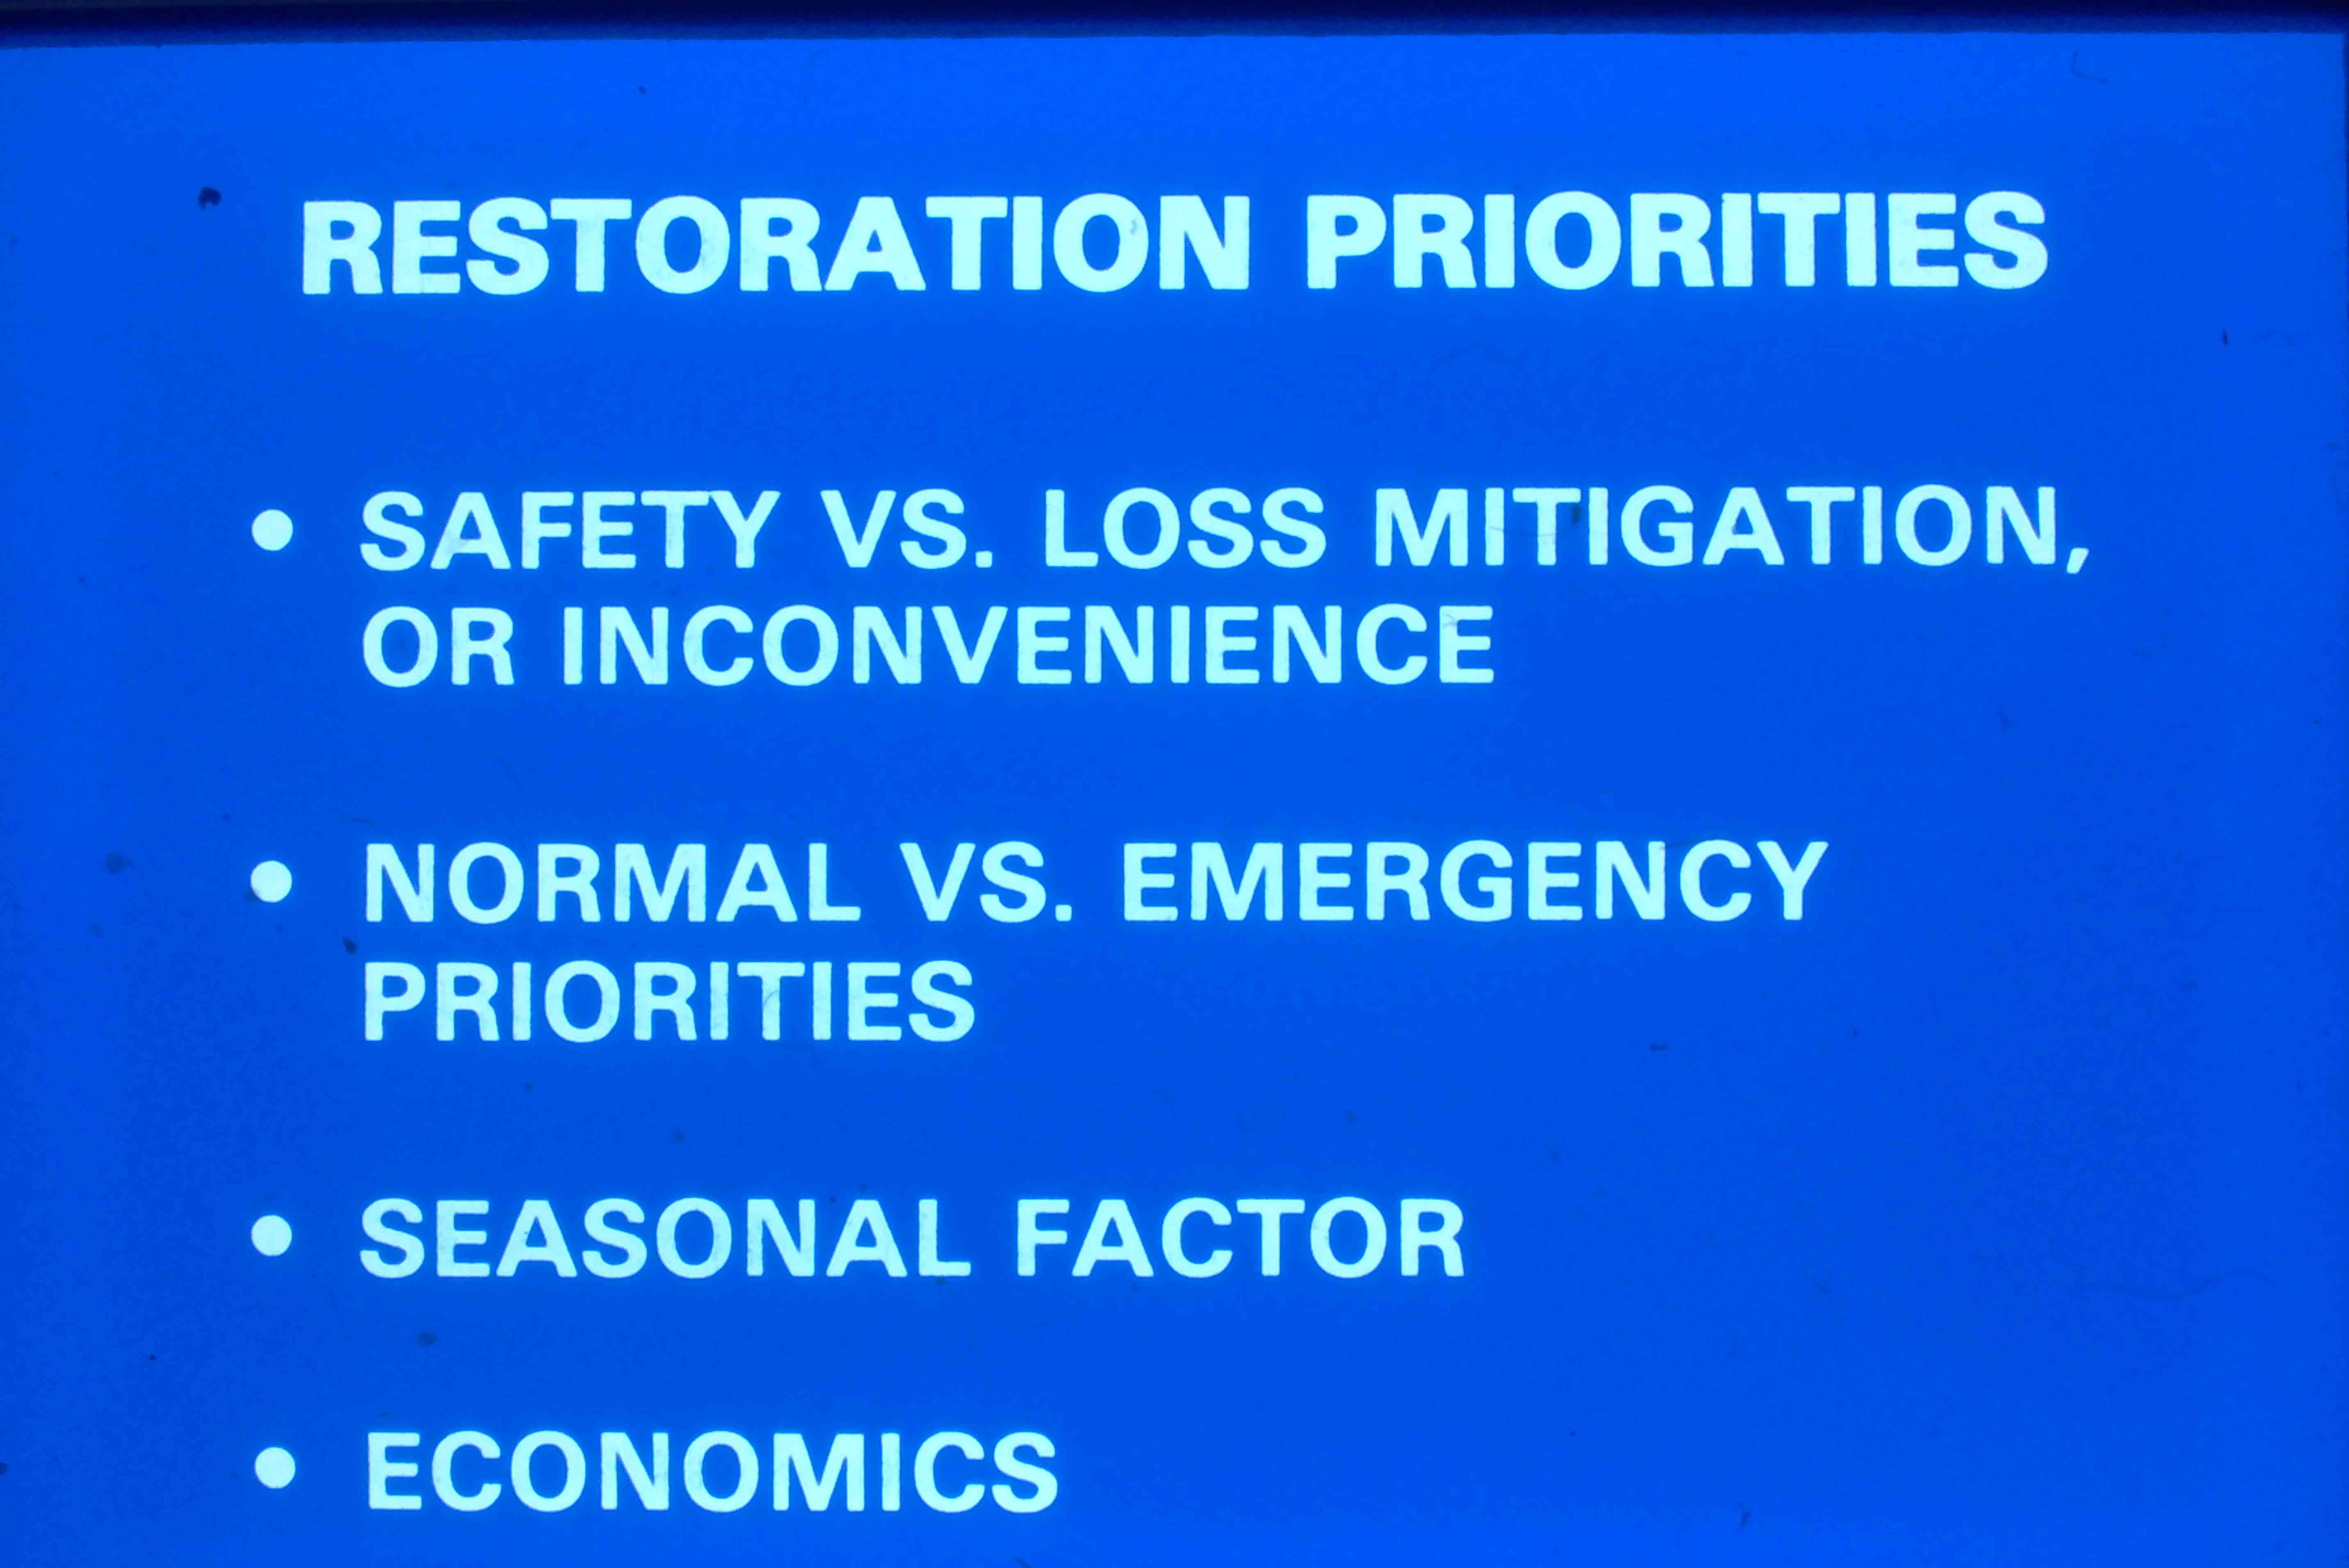 RESTORATION PRIORITIES
• SAFETY VS. LOSS MITIGATION,
OR INCONVENIENCE
• NORMAL VS. EMERGENCY
PRIORITIES
• SEASONAL FACTOR
• ECONOMICS